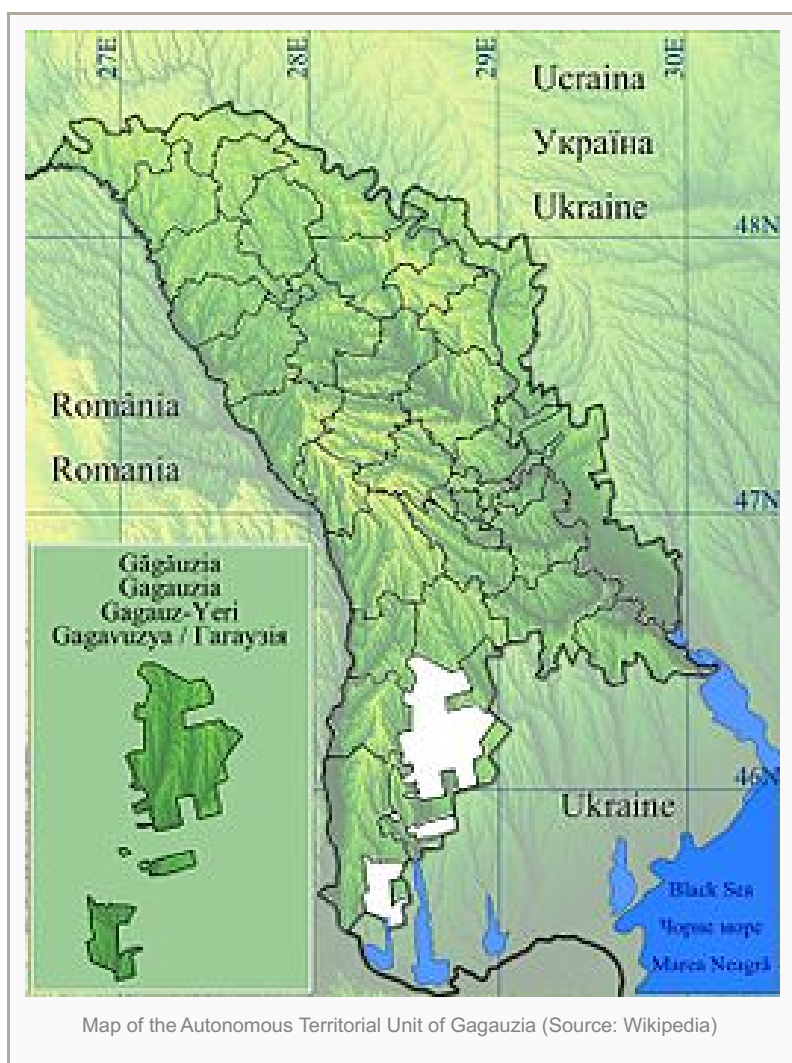 27E
28E
29E
30E
Ucraina
Україна
Ukraine
48N
România
Romania
47N
Găgăuzia
Gagauzia
Gagauz-Yeri
Gagavuzya / Гагаузія
46N
Ukraine
Black Sea
Чорне море
Marea Neagră
Map of the Autonomous Territorial Unit of Gagauzia (Source: Wikipedia)